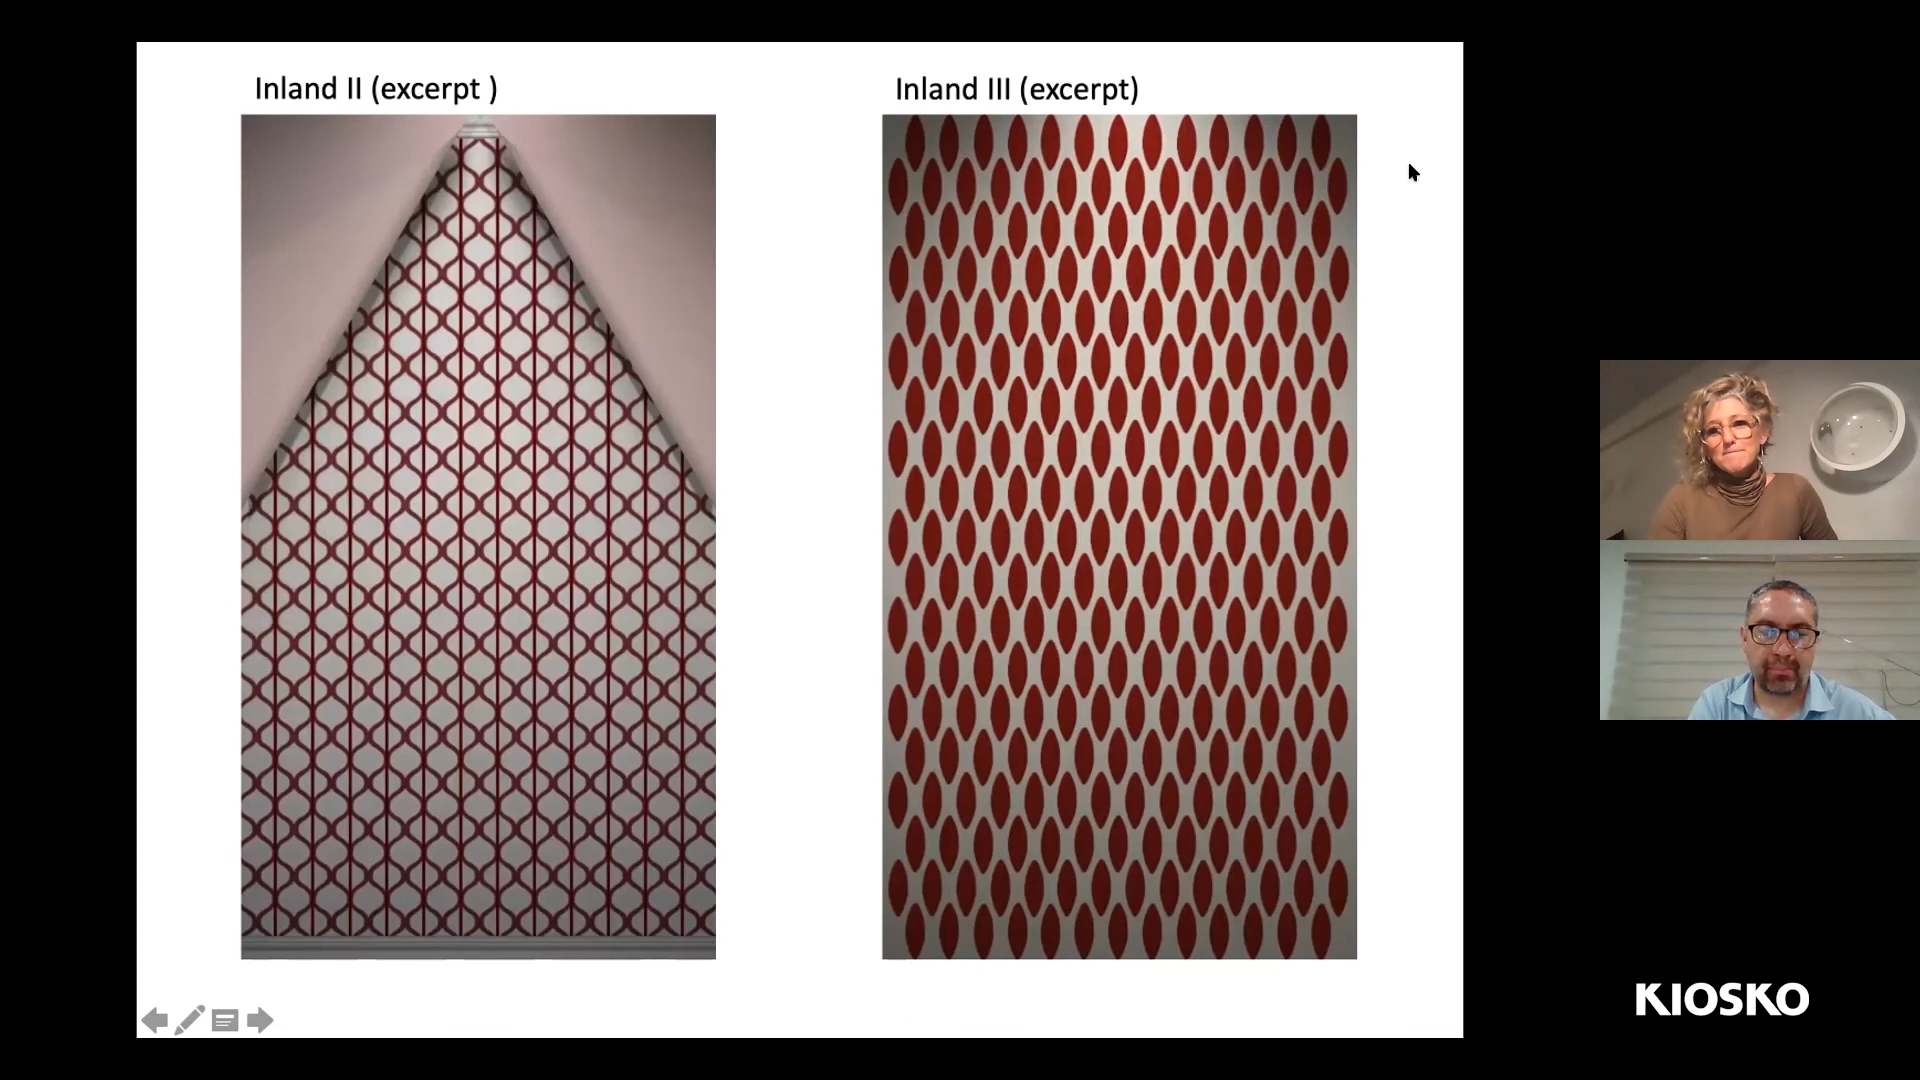 Inland II (excerpt )
Inland III (excerpt)
KIOSKO